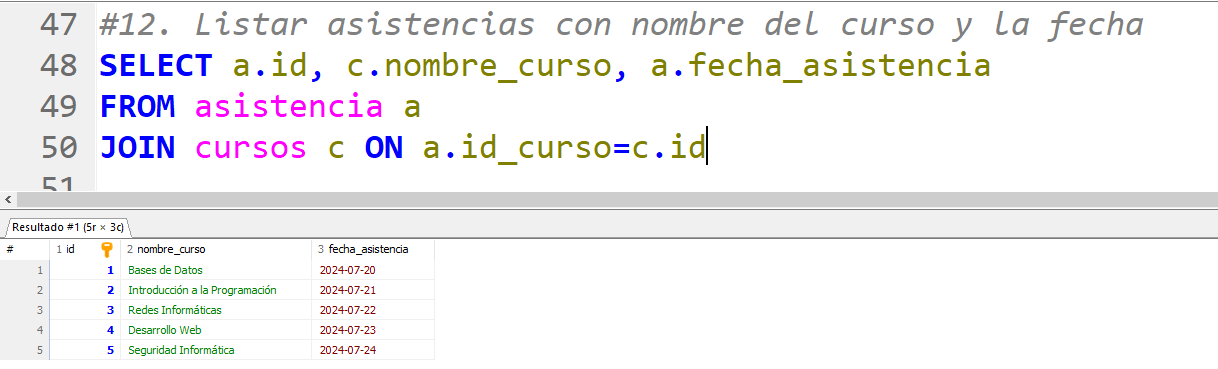 47 #12. Listar asistencias con nombre del curso y la fecha
48 SELECT a.id, c.nombre_curso, a.fecha_asistencia
49 FROM asistencia a
50 JOIN cursos c ON a.id_curso=c.id
51
Resultado #1 (5r × 3c)
# 1 id 2 nombre_curso 3 fecha_asistencia
1 1 Bases de Datos 2024-07-20
2 2 Introducción a la Programación 2024-07-21
3 3 Redes Informáticas 2024-07-22
4 4 Desarrollo Web 2024-07-23
5 5 Seguridad Informática 2024-07-24